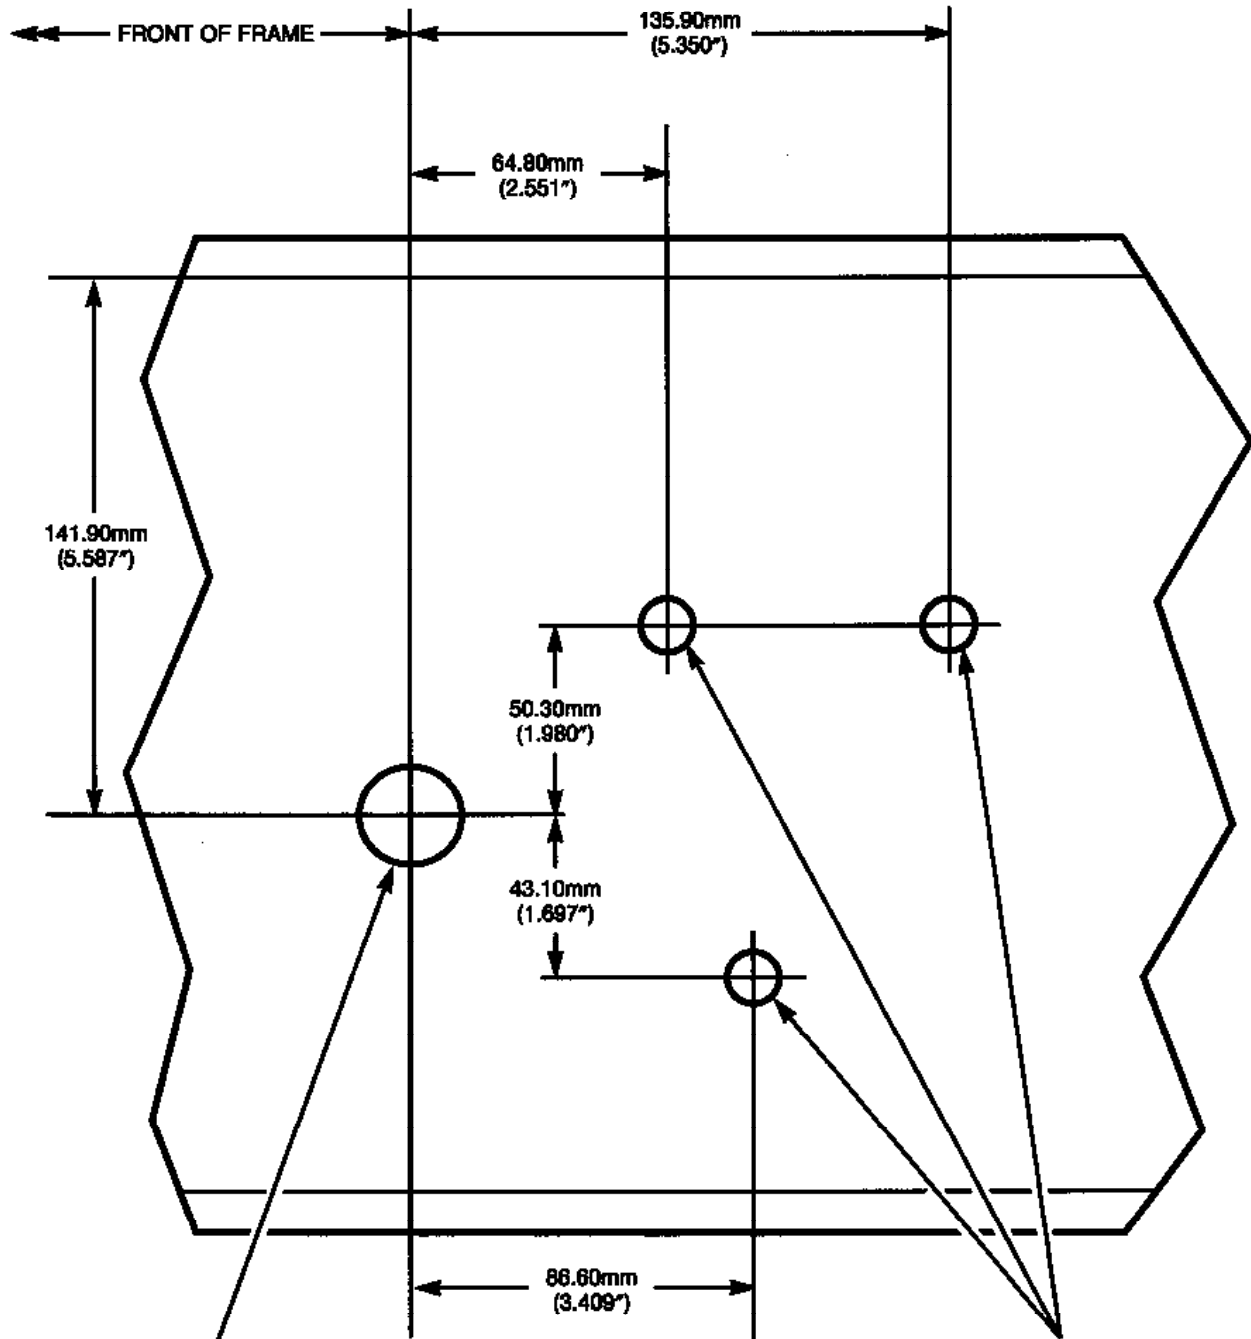 FRONT OF FRAME
135.90mm
(5.350″)
64.80mm
(2.551″)
141.90mm
(5.587″)
50.30mm
(1.980″)
43.10mm
(1.697″)
86.60mm
(3.409″)